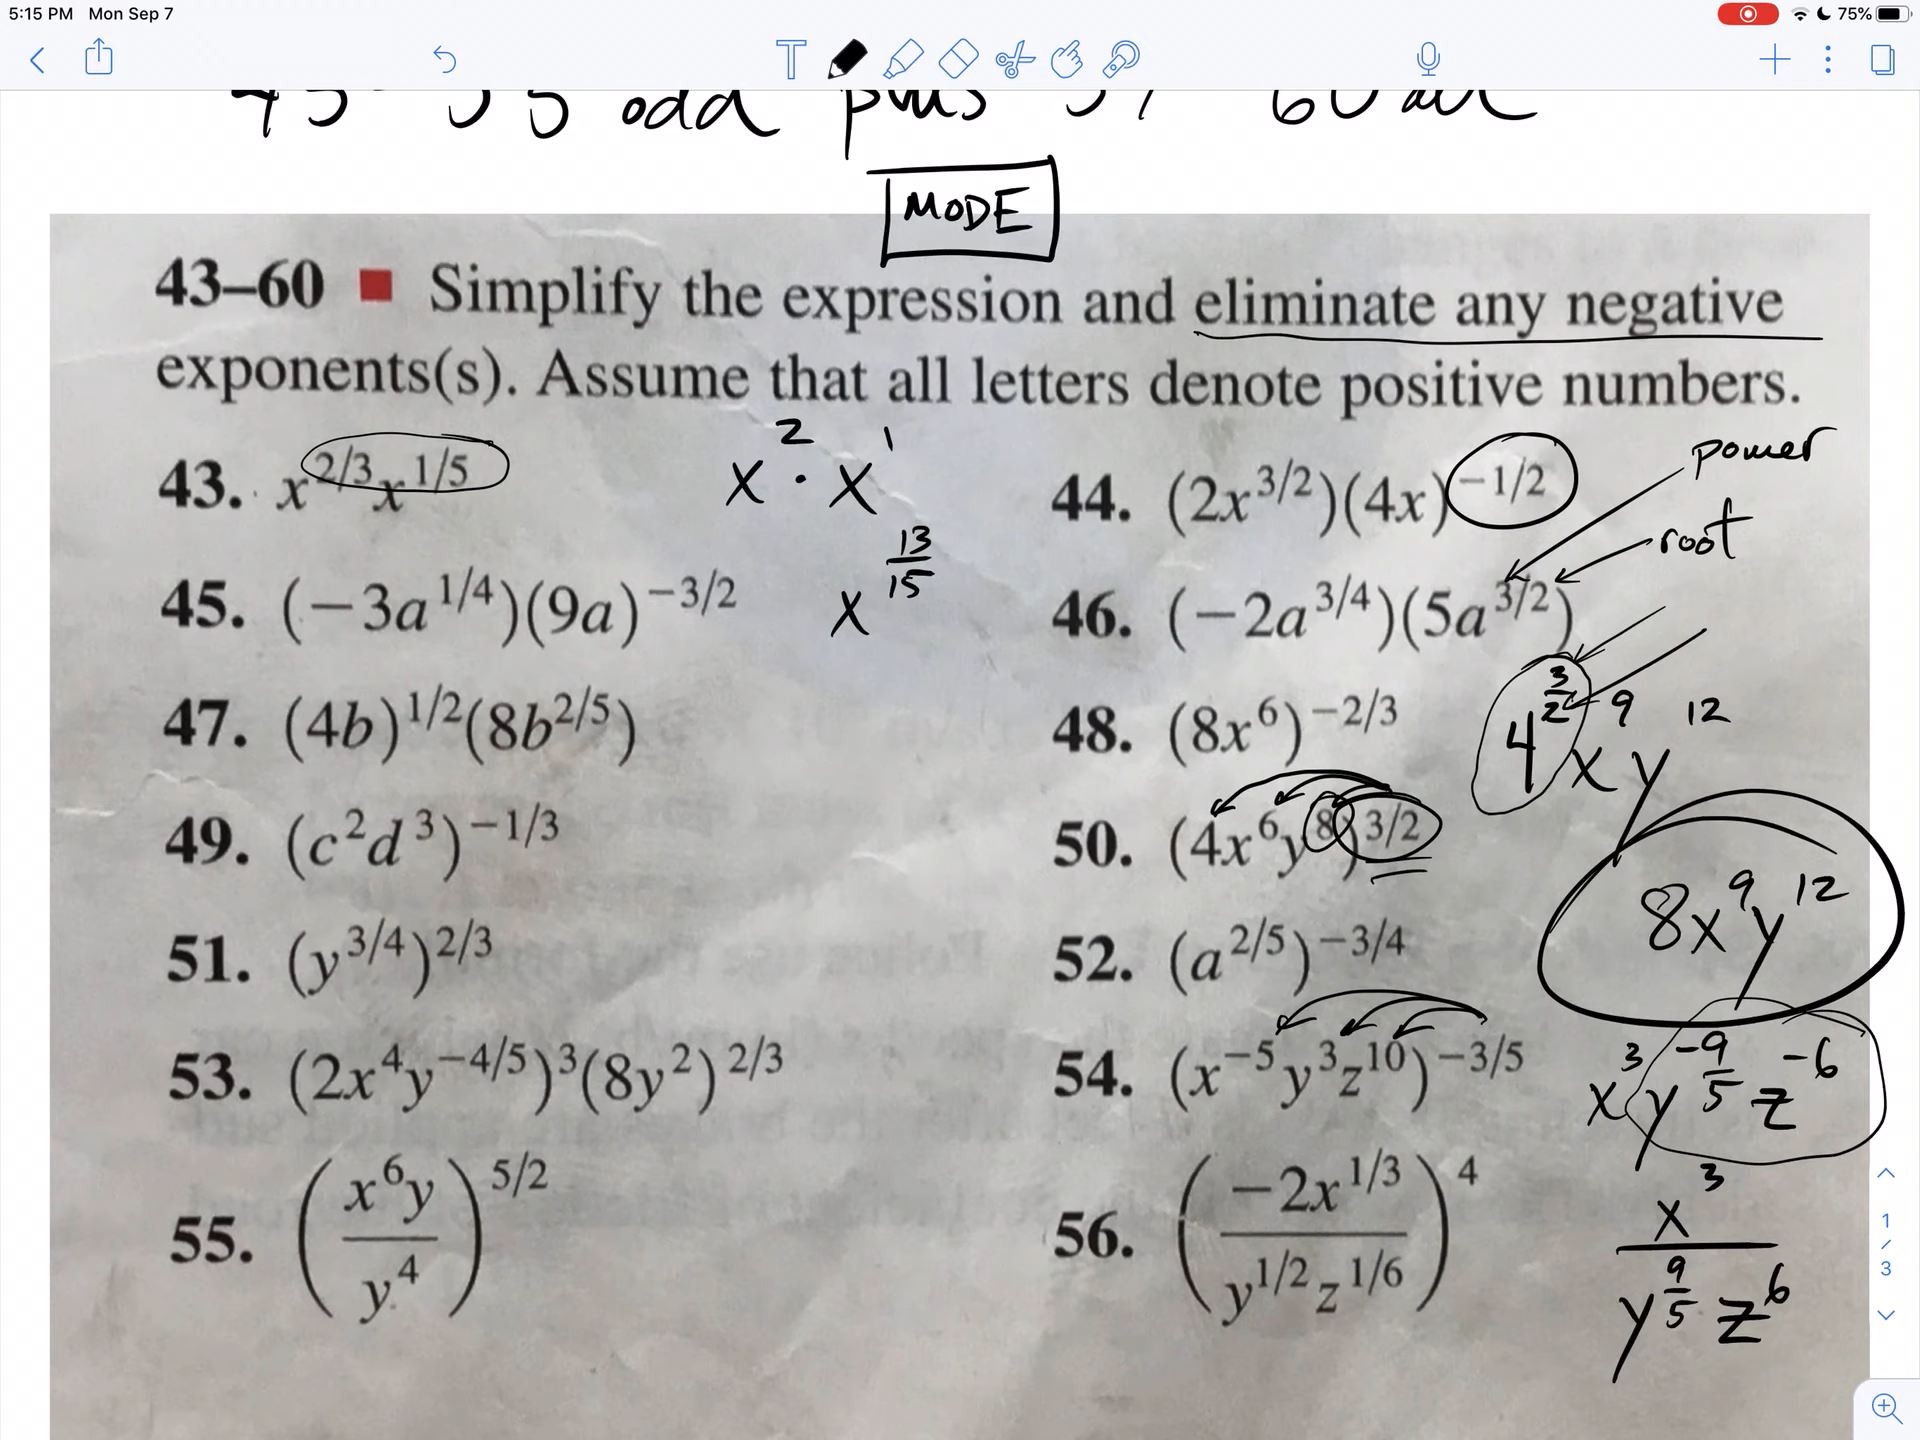 5:15 PM Mon Sep 7
75%
T
odd plus
MODE
43–60 ■ Simplify the expression and eliminate any negative
exponents(s). Assume that all letters denote positive numbers.
43. x^{2/3}x^{1/5}
x^2 · x^1
x^{13/15}
44. (2x^{3/2})(4x)^{−1/2}
power
root
45. (−3a^{1/4})(9a)^{−3/2}
46. (−2a^{3/4})(5a^{3/2})
47. (4b)^{1/2}(8b^{2/5})
48. (8x^6)^{−2/3}
4^{3/2} x^9 y^{12}
49. (c^2d^3)^{−1/3}
50. (4x^6y^8)^{3/2}
8x^9y^{12}
51. (y^{3/4})^{2/3}
52. (a^{2/5})^{−3/4}
53. (2x^4y^{−4/5})^3(8y^2)^{2/3}
54. (x^{−5}y^3z^{10})^{−3/5}
x^3 y^{−9/5} z^{−6}
55. (x^6y / y^4)^{5/2}
56. (−2x^{1/3} / y^{1/2}z^{1/6})^4
x^3 / y^{9/5} z^6
1/3